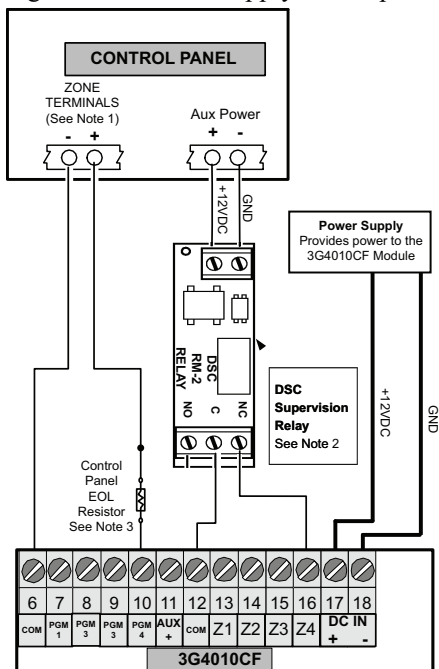 CONTROL PANEL
ZONE
TERMINALS
(See Note 1)
- +
Aux Power
+ -
+12VDC
GND
Power Supply
Provides power to the
3G4010CF Module
DSC
RM-2
RELAY
NO C NC
DSC
Supervision
Relay
See Note 2
+12VDC
GND
Control
Panel
EOL
Resistor
See Note 3
6 7 8 9 10 11 12 13 14 15 16 17 18
COM PGM 1 PGM 3 PGM 3 PGM 4 AUX + COM Z1 Z2 Z3 Z4 DC IN + -
3G4010CF